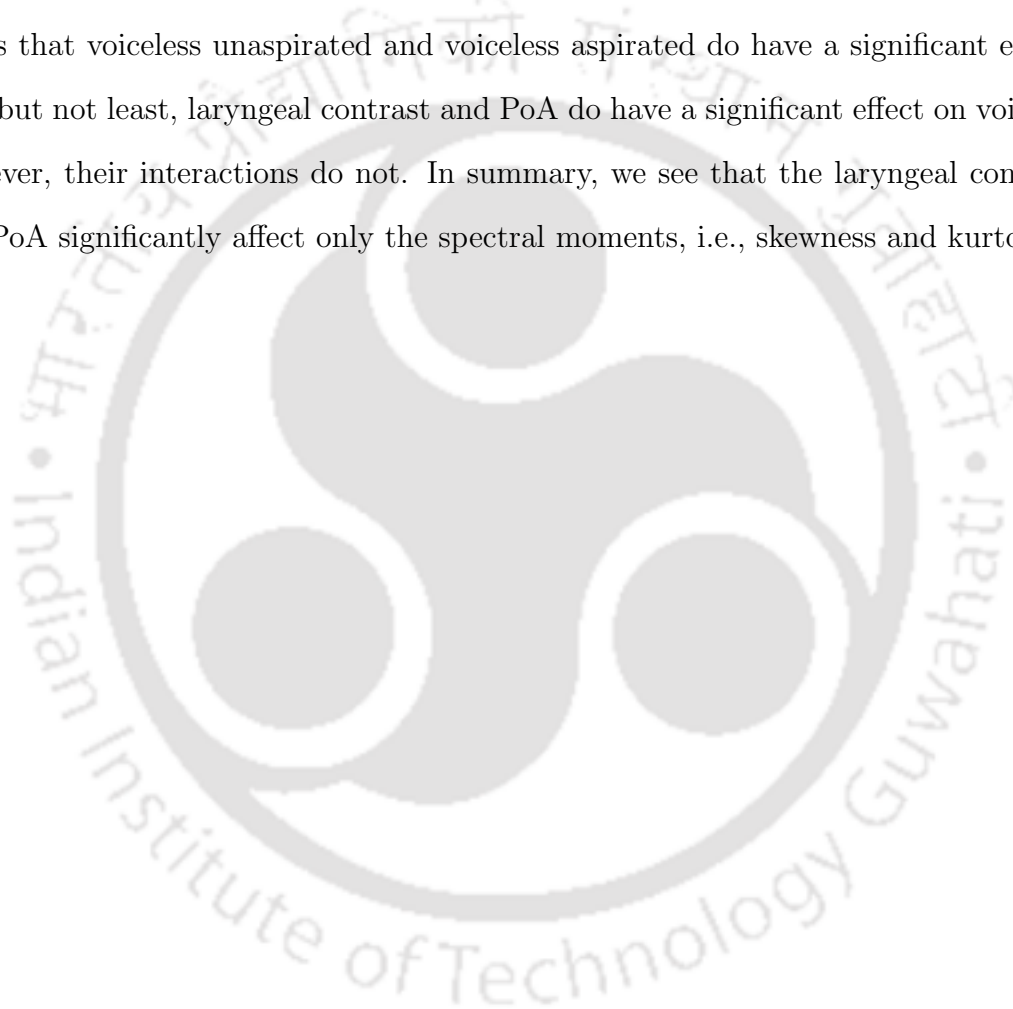 s that voiceless unaspirated and voiceless aspirated do have a significant e
but not least, laryngeal contrast and PoA do have a significant effect on voi
ever, their interactions do not. In summary, we see that the laryngeal con
PoA significantly affect only the spectral moments, i.e., skewness and kurto
Indian Institute of Technology Guwahati